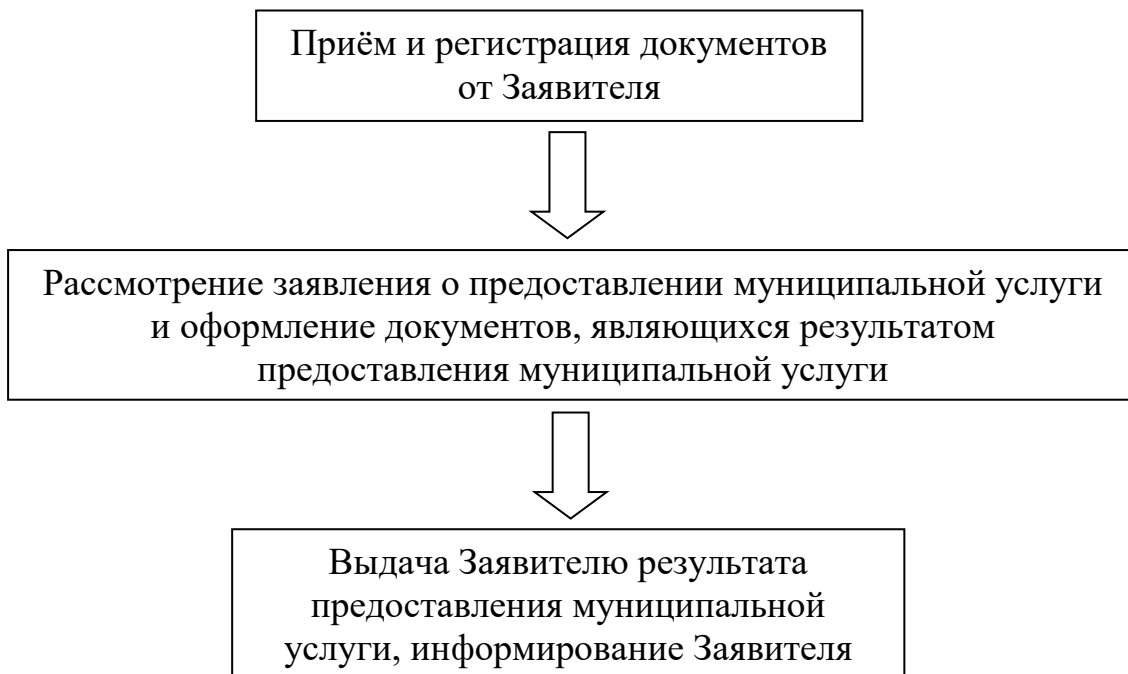 Приём и регистрация документов
от Заявителя
Рассмотрение заявления о предоставлении муниципальной услуги
и оформление документов, являющихся результатом
предоставления муниципальной услуги
Выдача Заявителю результата
предоставления муниципальной
услуги, информирование Заявителя